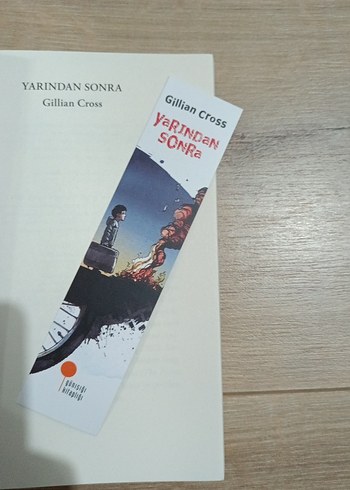 YARINDAN SONRA
Gillian Cross
Gillian Cross
YaRINDaN
SONRa
günışığı
kitaplığı